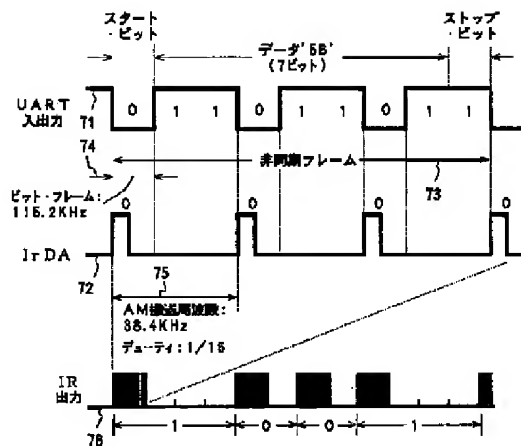 スタート・ビット
ストップ・ビット
データ'5B'
(7ビット)
UART
入出力
71
0 1 1 0 1 1 0 1 1
74
非同期フレーム
73
ビット・フレーム:
115.2KHz
0 0 0 0
IrDA
72
75
AM搬送周波数:
38.4KHz
デューティ:1/16
IR
出力
76
1 0 0 1